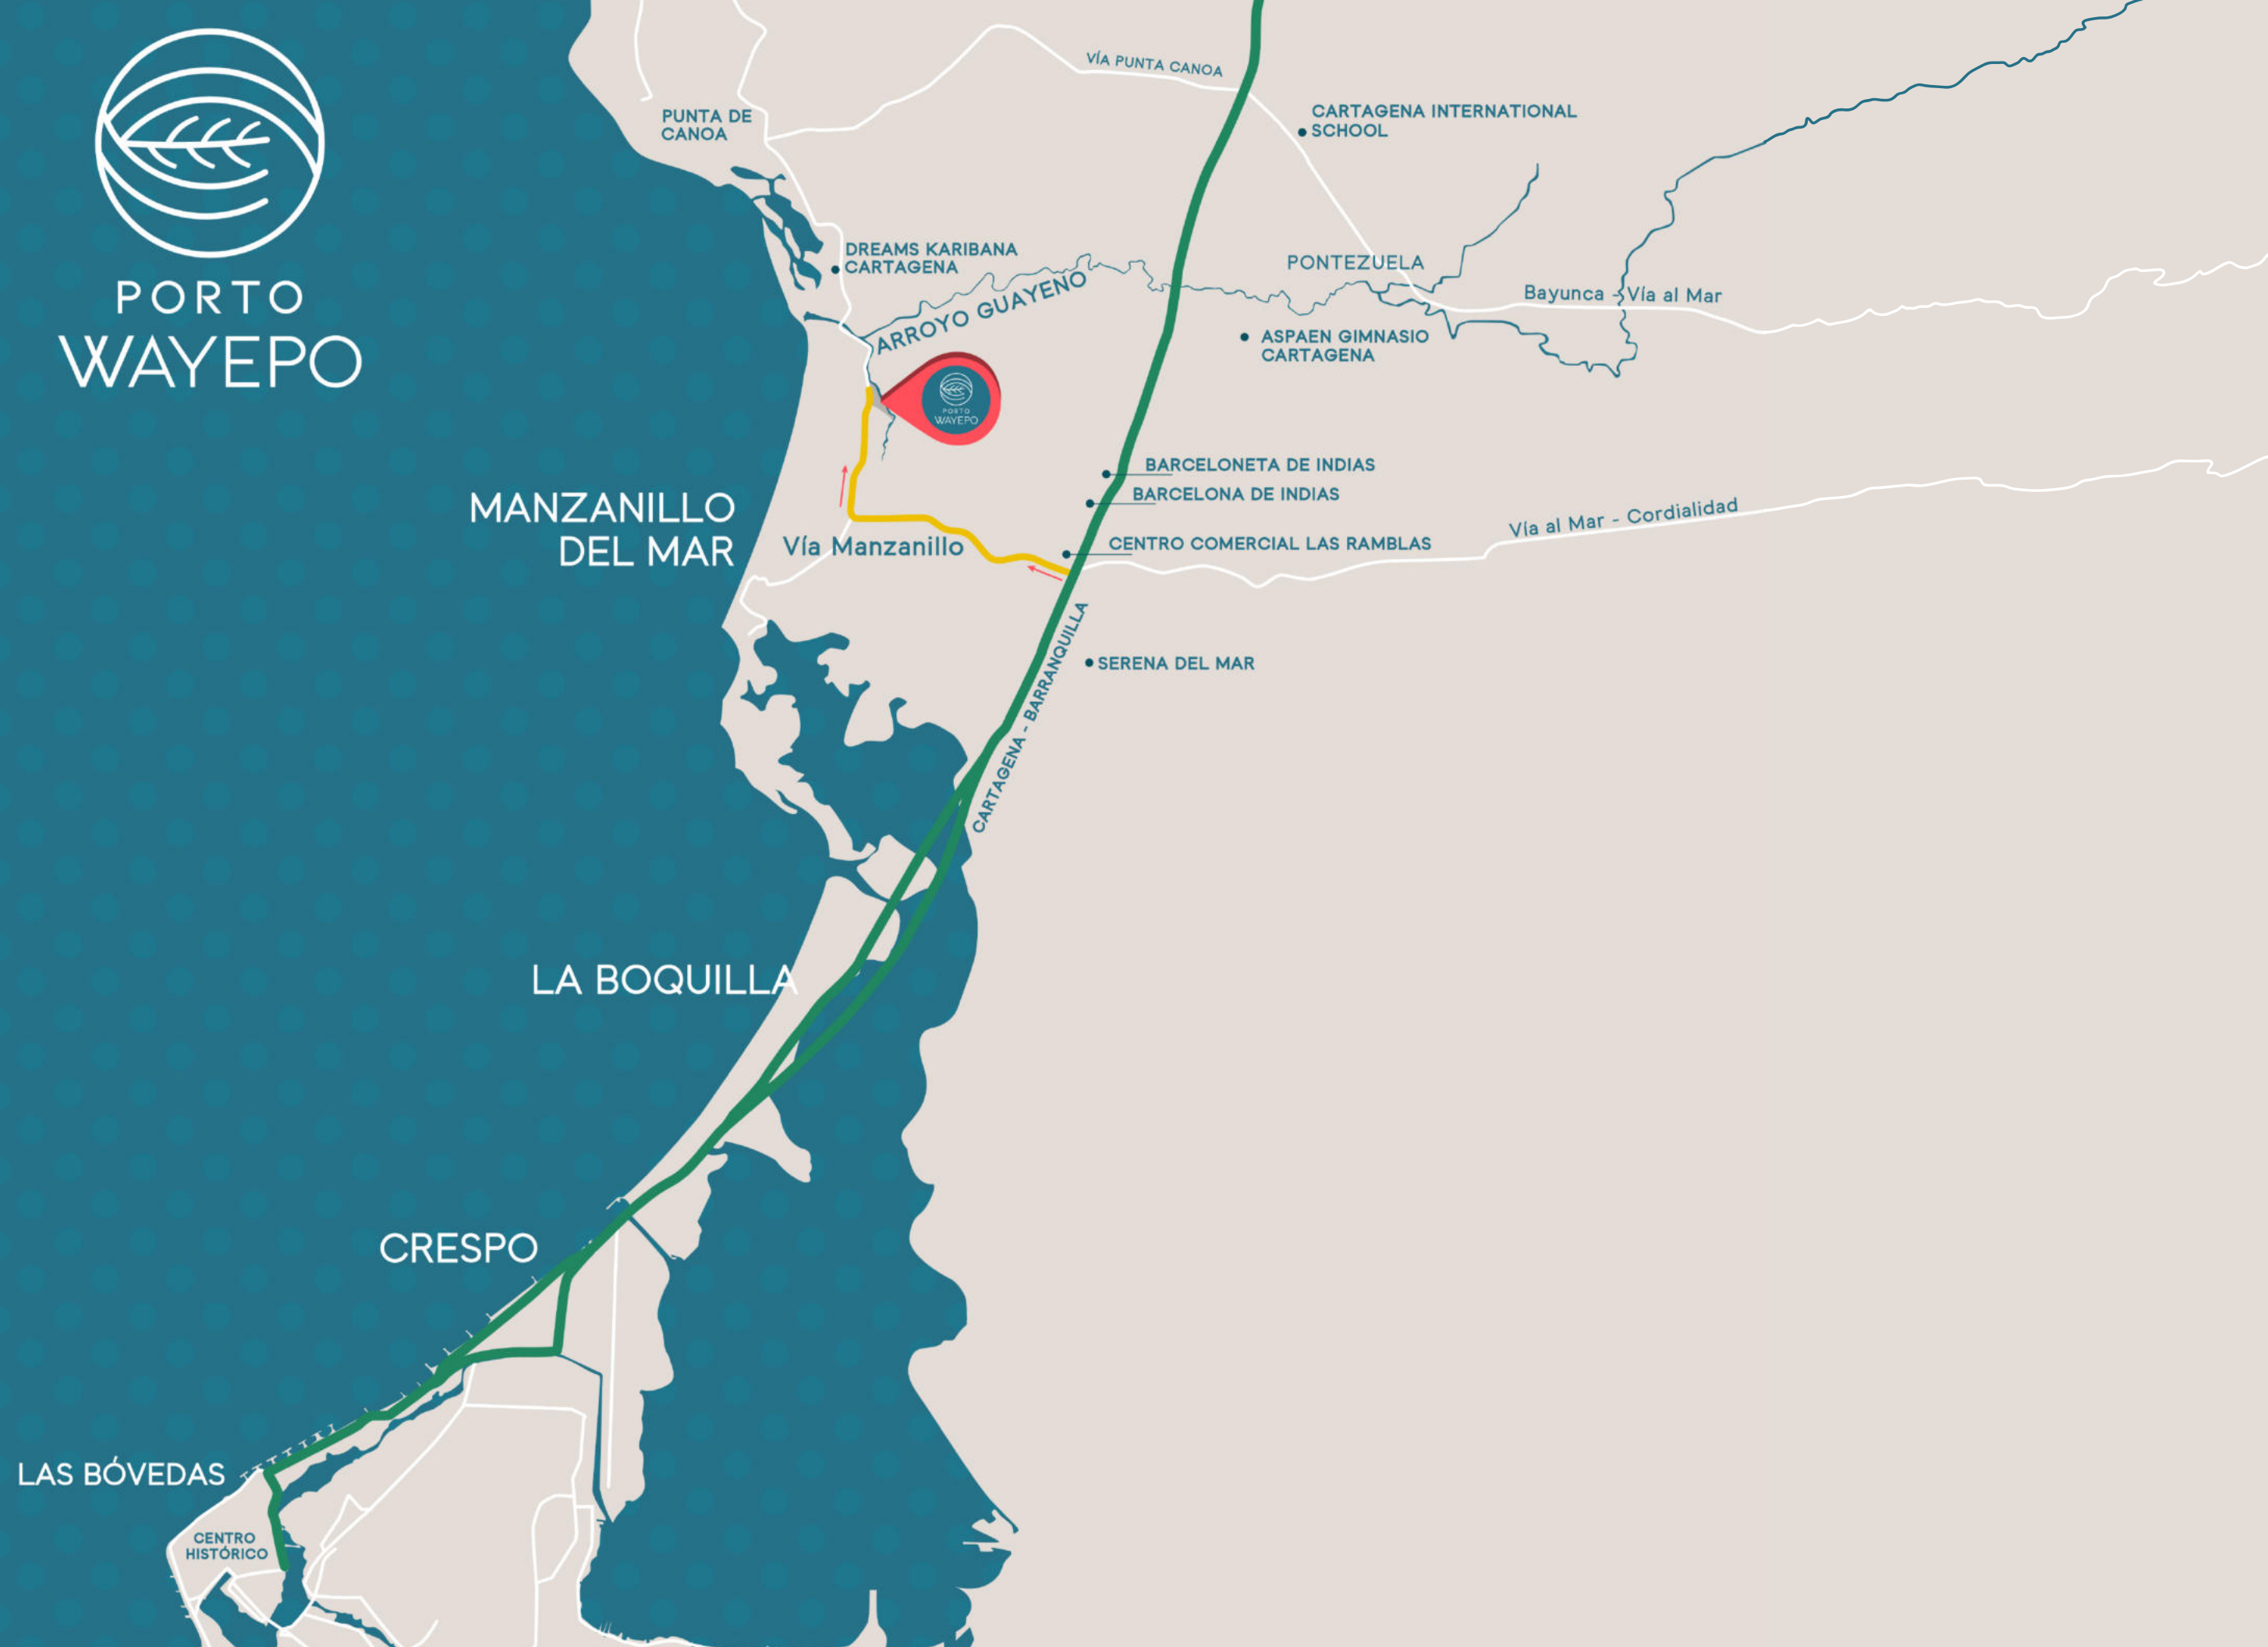 PORTO
WAYEPO
VÍA PUNTA CANOA
PUNTA DE
CANOA
CARTAGENA INTERNATIONAL
SCHOOL
DREAMS KARIBANA
CARTAGENA
ARROYO GUAYENO
PONTEZUELA
Bayunca - Vía al Mar
ASPAEN GIMNASIO
CARTAGENA
PORTO
WAYEPO
BARCELONETA DE INDIAS
BARCELONA DE INDIAS
MANZANILLO
DEL MAR
Vía Manzanillo
CENTRO COMERCIAL LAS RAMBLAS
Vía al Mar - Cordialidad
SERENA DEL MAR
CARTAGENA - BARRANQUILLA
LA BOQUILLA
CRESPO
LAS BÓVEDAS
CENTRO
HISTÓRICO